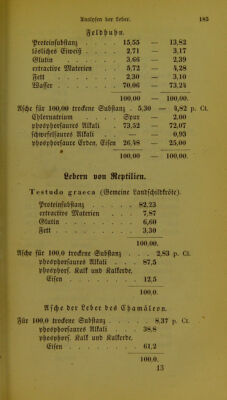 Analysen der Leber. 185
Feldhuhn.
Proteinsubstanz . . . . 15,55 — 13,82
lösliches Eiweiß . . . . 2,71 — 3,17
Glutin . . . . 3,66 — 2,39
extractive Materien . . . . 5,72 — 4,28
Fett . . . . 2,30 — 3,10
Wasser . . . . 70,06 — 73,24
100,00 — 100,00
Asche für 100,00 trockene Substanz . 5,30 — 4,82 p. Ct.
Chlornatrium . . . . Spur — 2,00
phosphorsaures Alkali . . . . 73,52 — 72,07
schwefelsaures Alkali . . . . — — 0,93
phosphorsaure Erden. Eisen 26,48 — 25,00
100,00 — 100,00
Lebern von Reptilien.
Testudo graeca (Gemeine Landschildkröte).
Proteinsubstanz . . . . 82,23
extractive Materien . . . . 7,87
Glutin . . . . 6,60
Fett . . . . 3,30
100,00.
Asche für 100,0 trockene Substanz . . . . 2,83 p. Ct.
phosphorsaures Alkali . . . . 87,5
phosphors. Kalk und Kalkerde.
Eisen . . . . 12,5
100,0.
Asche der Leber des Chamäleon.
Für 100,0 trockene Substanz . . . . 8,37 p. Ct.
phosphorsaures Alkali . . . . 38,8
phosphors. Kalk und Kalkerde.
Eisen . . . . 61,2
100,0.
13